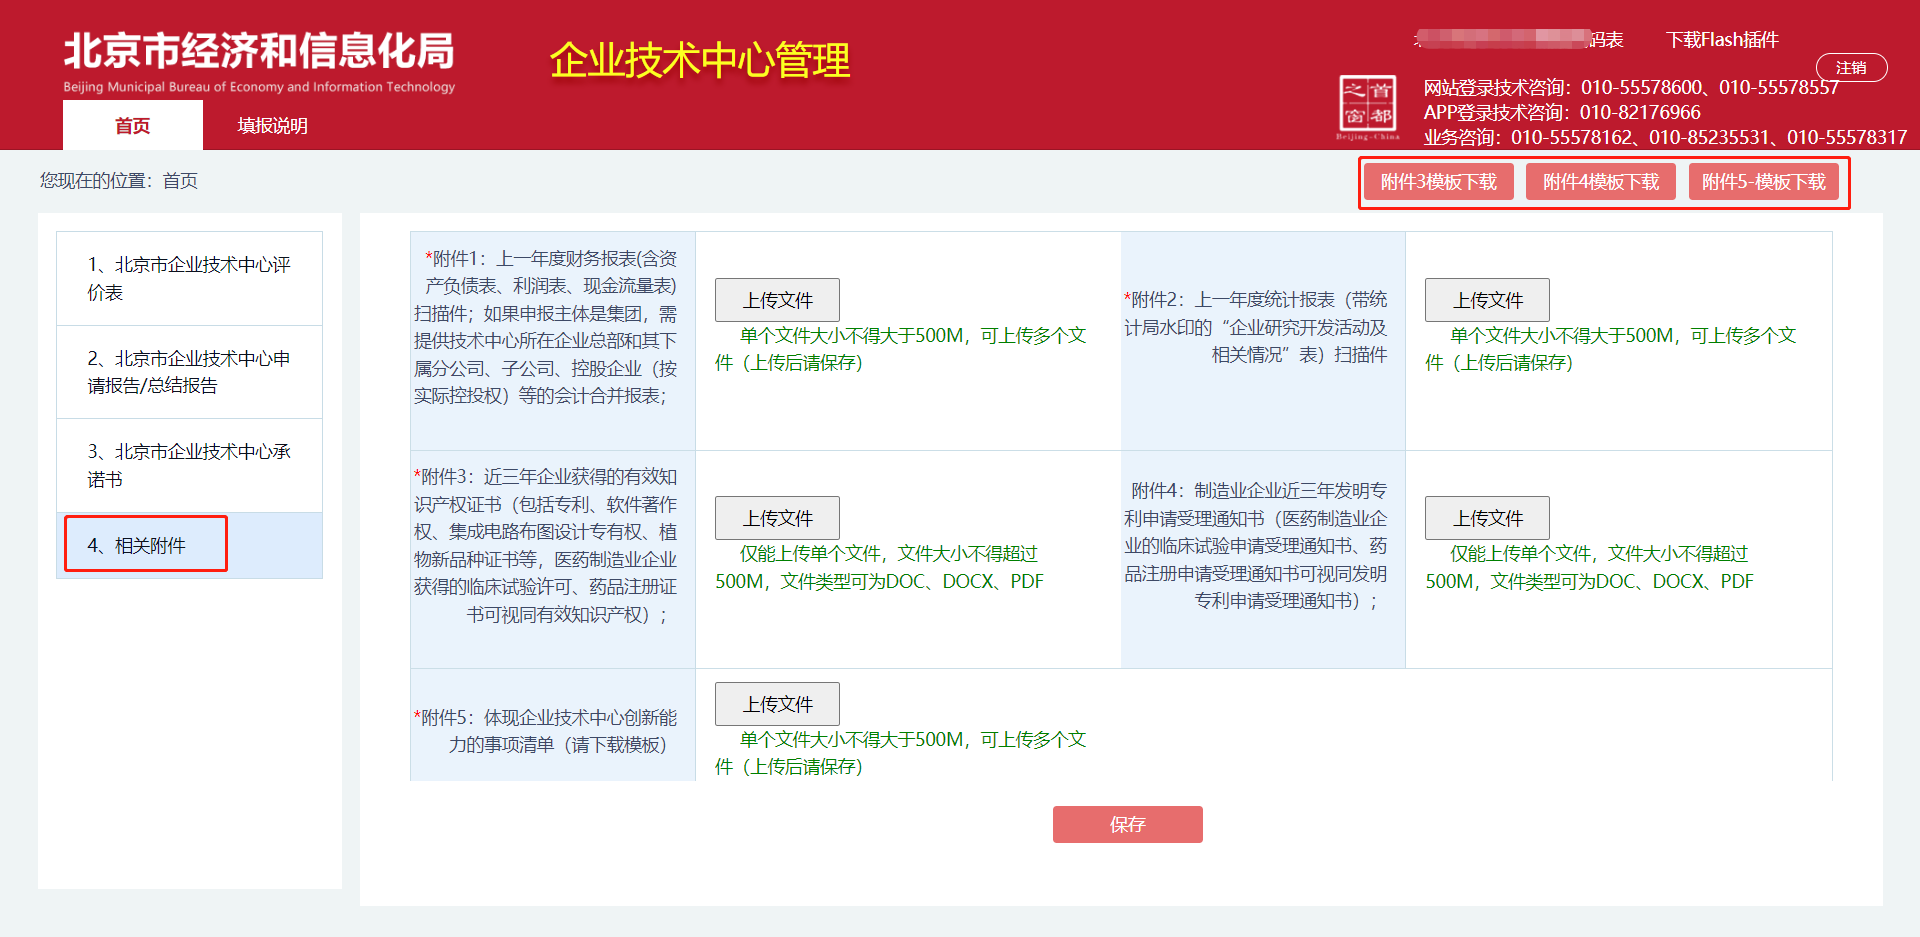 北京市经济和信息化局
Beijing Municipal Bureau of Economy and Information Technology
企业技术中心管理
码表
下载Flash插件
注销
首都之窗
Beijing-China
网站登录技术咨询：010-55578600、010-55578557
APP登录技术咨询：010-82176966
业务咨询：010-55578162、010-85235531、010-55578317
首页
填报说明
您现在的位置：首页
附件3模板下载
附件4模板下载
附件5-模板下载
1、北京市企业技术中心评
价表
2、北京市企业技术中心申
请报告/总结报告
3、北京市企业技术中心承
诺书
4、相关附件
*附件1：上一年度财务报表(含资
产负债表、利润表、现金流量表)
扫描件；如果申报主体是集团，需
提供技术中心所在企业总部和其下
属分公司、子公司、控股企业（按
实际控投权）等的会计合并报表；
上传文件
单个文件大小不得大于500M，可上传多个文
件（上传后请保存）
*附件2：上一年度统计报表（带统
计局水印的“企业研究开发活动及
相关情况”表）扫描件
上传文件
单个文件大小不得大于500M，可上传多个文
件（上传后请保存）
*附件3：近三年企业获得的有效知
识产权证书（包括专利、软件著作
权、集成电路布图设计专有权、植
物新品种证书等，医药制造业企业
获得的临床试验许可、药品注册证
书可视同有效知识产权）；
上传文件
仅能上传单个文件，文件大小不得超过
500M，文件类型可为DOC、DOCX、PDF
附件4：制造业企业近三年发明专
利申请受理通知书（医药制造业企
业的临床试验申请受理通知书、药
品注册申请受理通知书可视同发明
专利申请受理通知书）；
上传文件
仅能上传单个文件，文件大小不得超过
500M，文件类型可为DOC、DOCX、PDF
*附件5：体现企业技术中心创新能
力的事项清单（请下载模板）
上传文件
单个文件大小不得大于500M，可上传多个文
件（上传后请保存）
保存